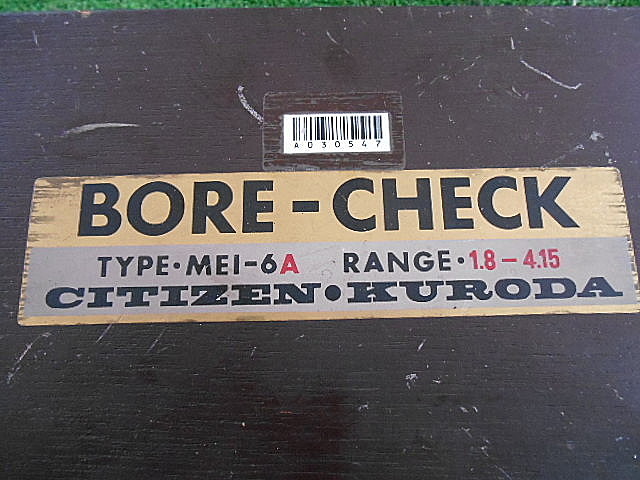 A030547
BORE-CHECK
TYPE•MEI-6A RANGE•1.8-4.15
CITIZEN•KURODA